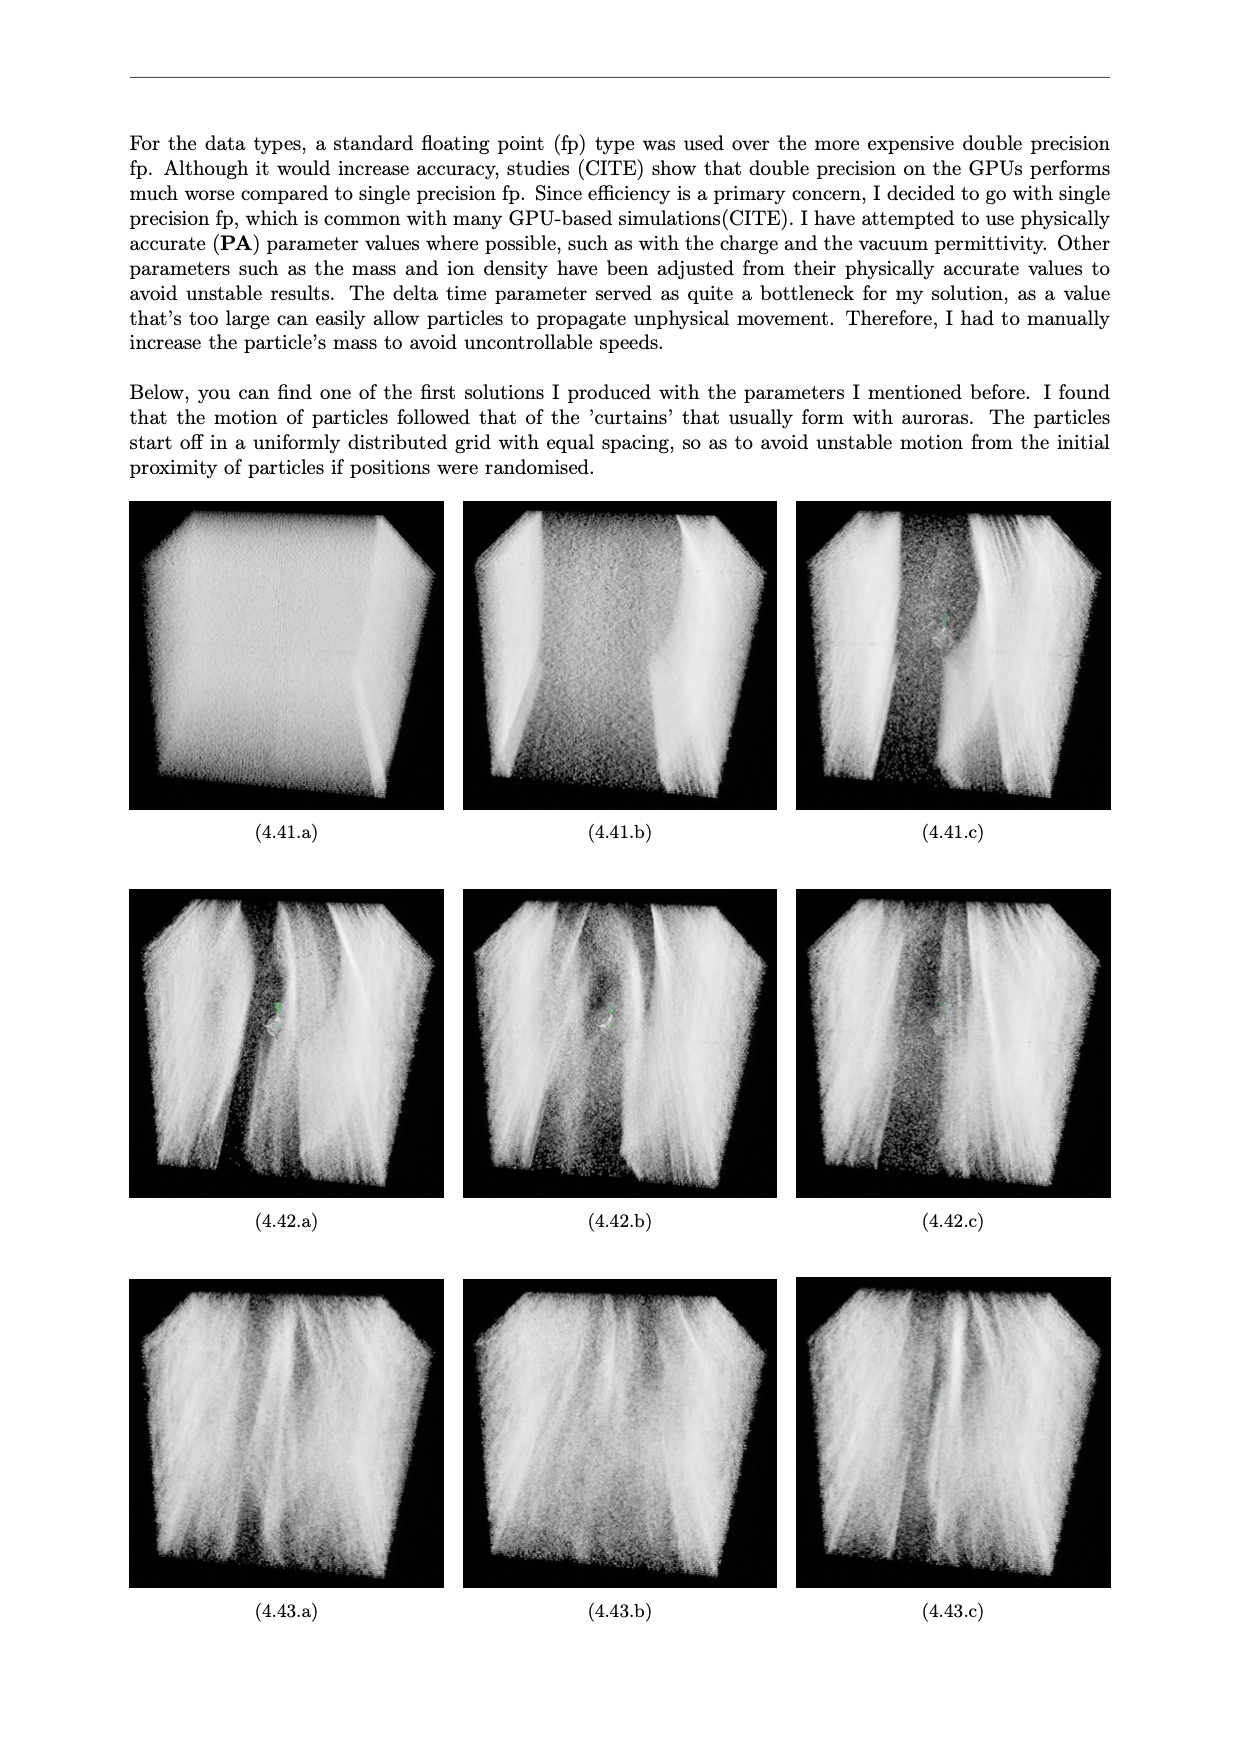 For the data types, a standard floating point (fp) type was used over the more expensive double precision
fp. Although it would increase accuracy, studies (CITE) show that double precision on the GPUs performs
much worse compared to single precision fp. Since efficiency is a primary concern, I decided to go with single
precision fp, which is common with many GPU-based simulations(CITE). I have attempted to use physically
accurate (PA) parameter values where possible, such as with the charge and the vacuum permittivity. Other
parameters such as the mass and ion density have been adjusted from their physically accurate values to
avoid unstable results. The delta time parameter served as quite a bottleneck for my solution, as a value
that's too large can easily allow particles to propagate unphysical movement. Therefore, I had to manually
increase the particle's mass to avoid uncontrollable speeds.
Below, you can find one of the first solutions I produced with the parameters I mentioned before. I found
that the motion of particles followed that of the 'curtains' that usually form with auroras. The particles
start off in a uniformly distributed grid with equal spacing, so as to avoid unstable motion from the initial
proximity of particles if positions were randomised.
(4.41.a)
(4.41.b)
(4.41.c)
(4.42.a)
(4.42.b)
(4.42.c)
(4.43.a)
(4.43.b)
(4.43.c)